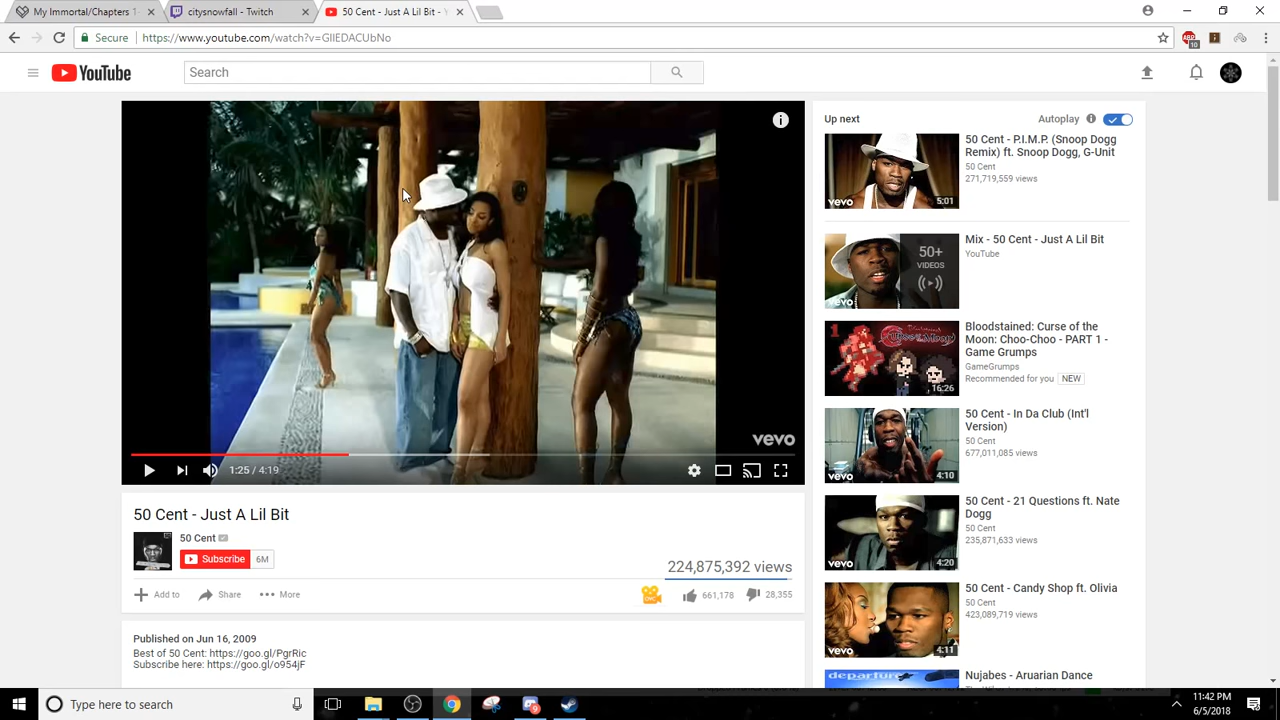 My Immortal/Chapters 1-
citysnowfall - Twitch
50 Cent - Just A Lil Bit - Y
Secure
https://www.youtube.com/watch?v=GIIEDACUbNo
10
YouTube
Search
Up next
Autoplay
50 Cent - P.I.M.P. (Snoop Dogg
Remix) ft. Snoop Dogg, G-Unit
50 Cent
271,719,559 views
vevo
5:01
Mix - 50 Cent - Just A Lil Bit
YouTube
50+
VIDEOS
vevo
Bloodstained: Curse of the
Moon: Choo-Choo - PART 1 -
Game Grumps
GameGrumps
Recommended for you NEW
1
16:26
50 Cent - In Da Club (Int'l
Version)
50 Cent
677,011,085 views
vevo
4:10
50 Cent - 21 Questions ft. Nate
Dogg
50 Cent
235,871,633 views
vevo
4:20
50 Cent - Candy Shop ft. Olivia
50 Cent
423,089,719 views
vevo
4:11
Nujabes - Aruarian Dance
departure
vevo
1:25 / 4:19
50 Cent - Just A Lil Bit
50 Cent
Subscribe 6M
224,875,392 views
Add to
Share
More
661,178
28,355
Published on Jun 16, 2009
Best of 50 Cent: https://goo.gl/PgrRic
Subscribe here: https://goo.gl/o954jF
Type here to search
11:42 PM
6/5/2018